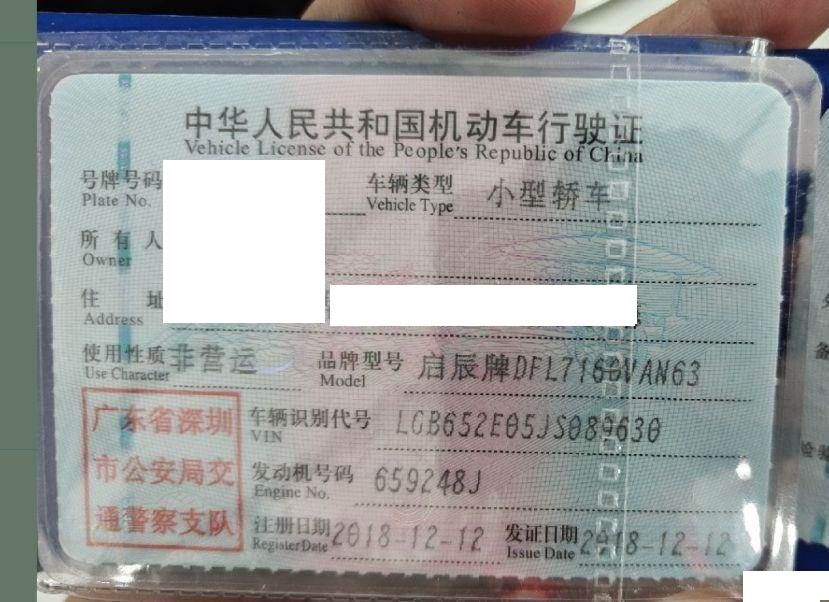 中华人民共和国机动车行驶证
Vehicle License of the People's Republic of China
号牌号码 车辆类型 小型轿车
Plate No. Vehicle Type
所有人
Owner
住址
Address
使用性质 非营运 品牌型号 启辰牌DFL7160VAN63
Use Character Model
广东省深圳 车辆识别代号 LGB652E05JS089630
VIN
市公安局交 发动机号码 659248J
Engine No.
通警察支队 注册日期 2018-12-12 发证日期 2018-12-12
Register Date Issue Date